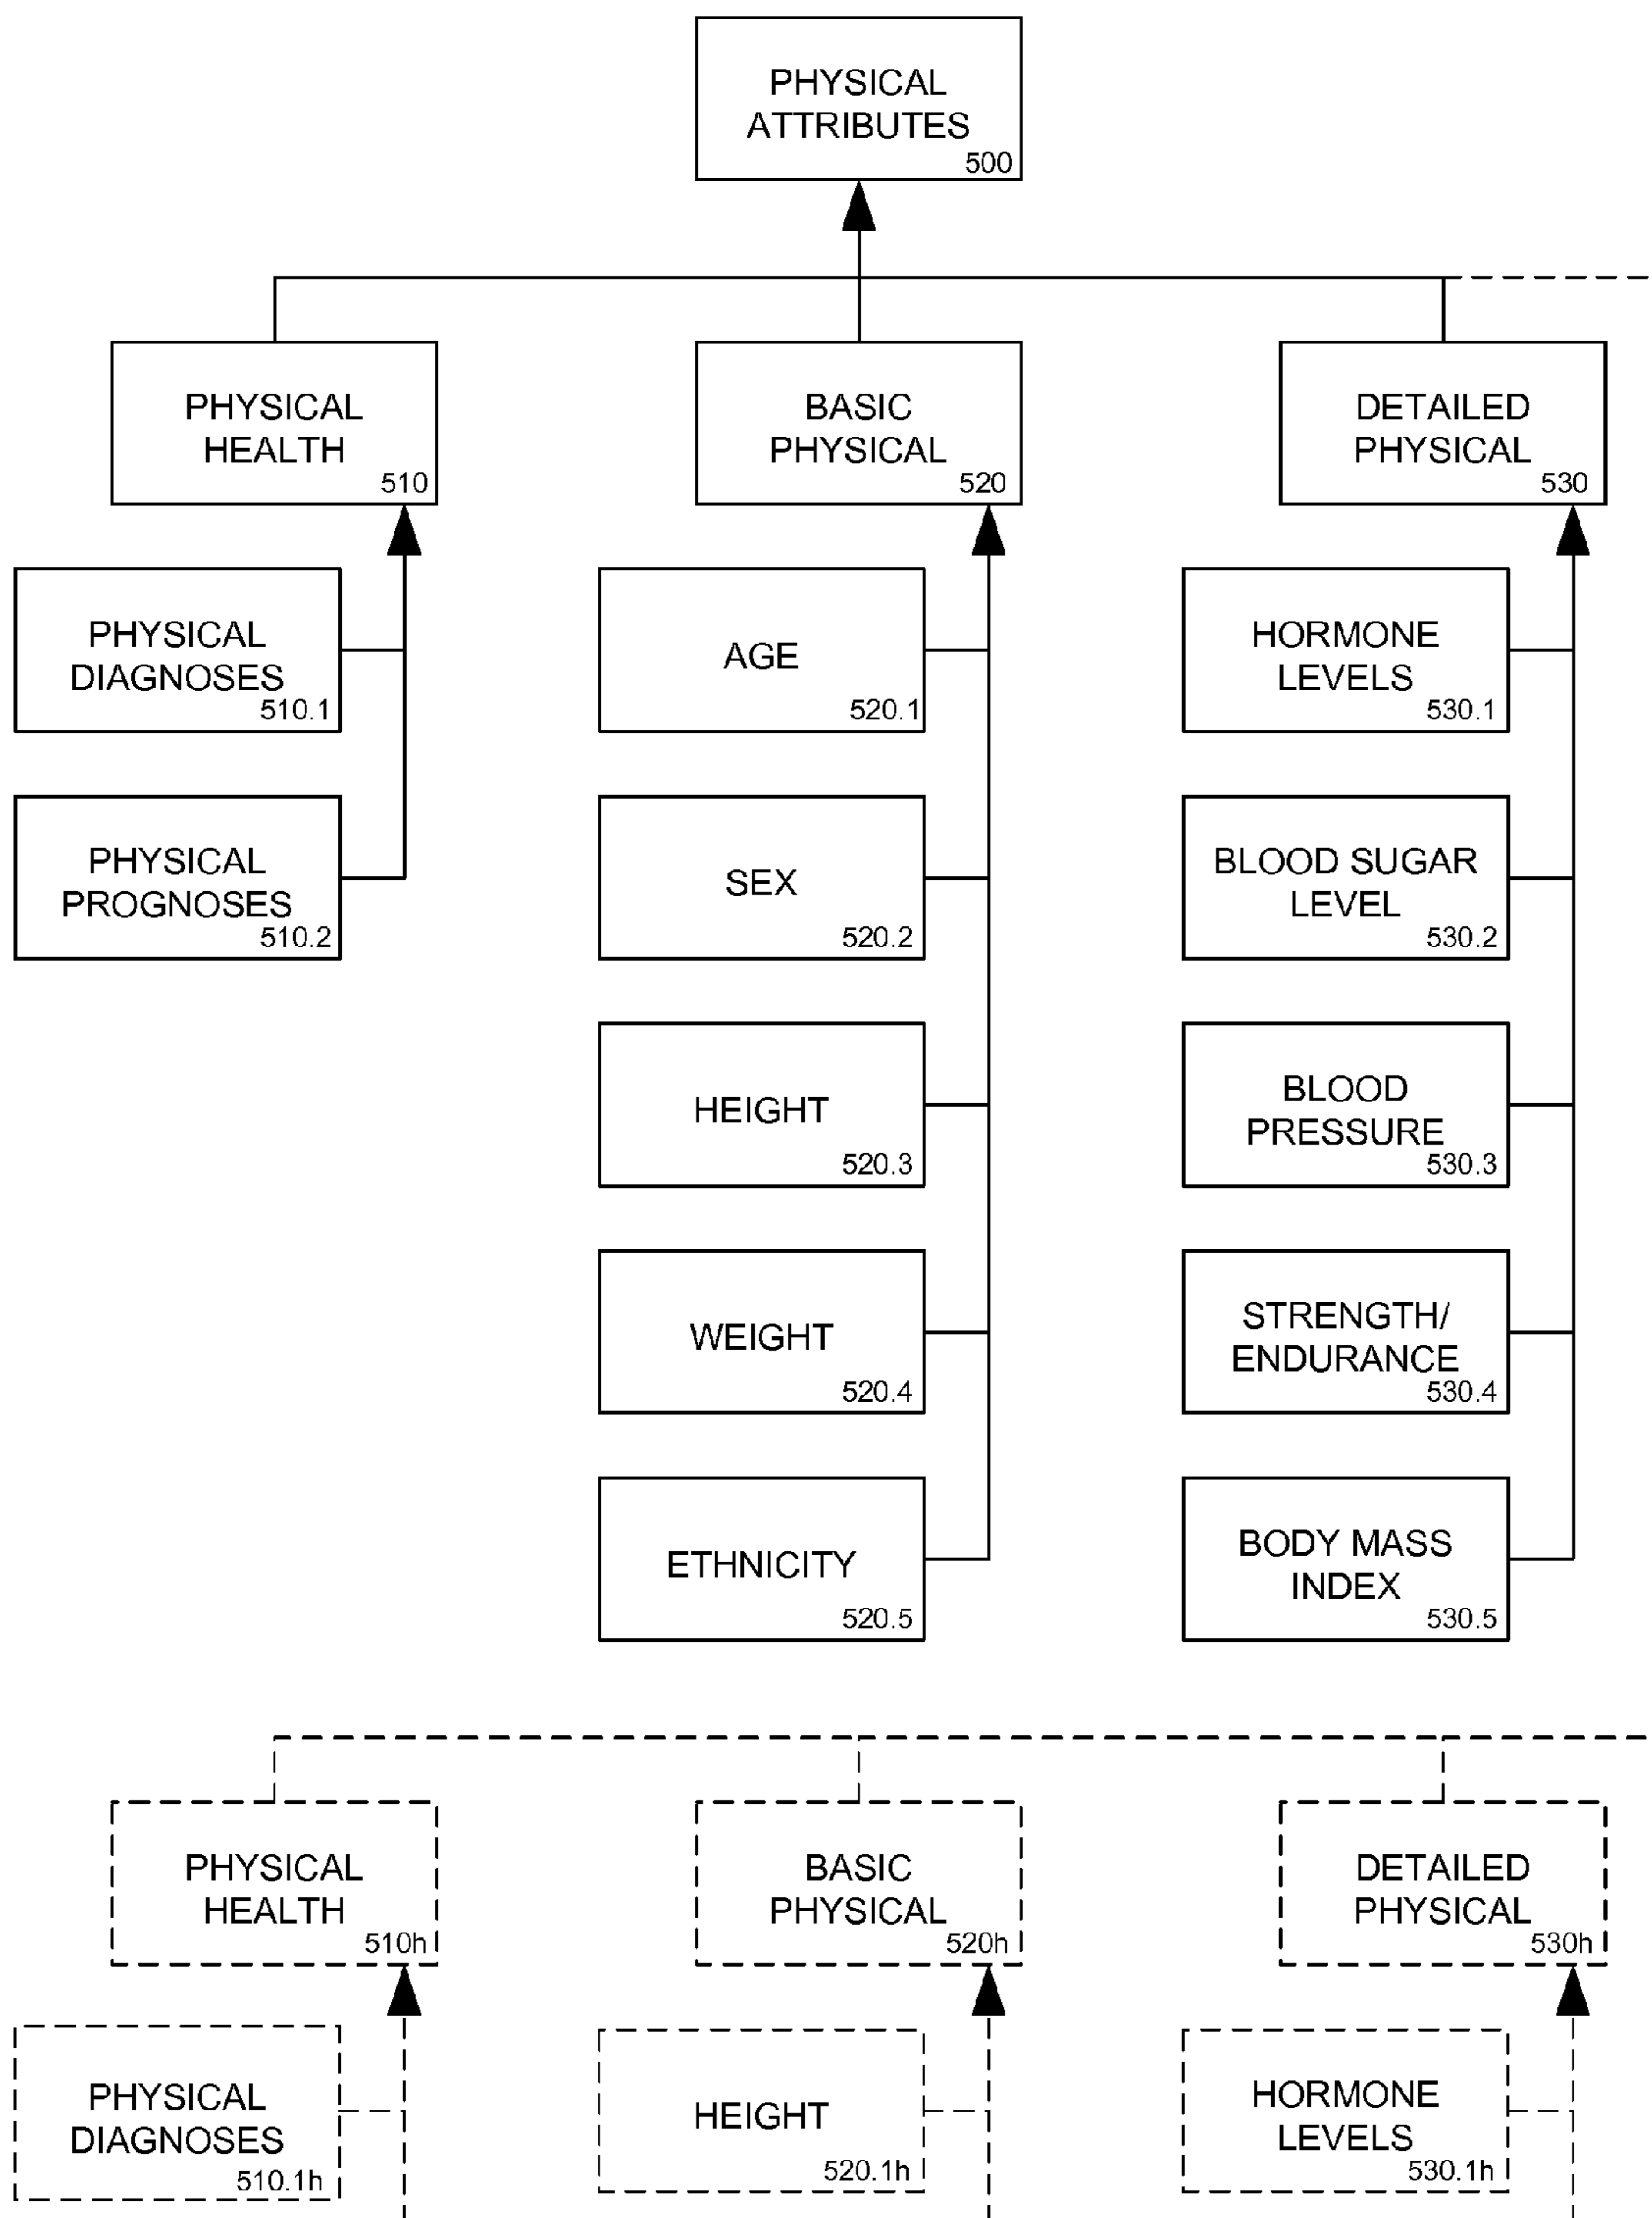 PHYSICAL
ATTRIBUTES
500
PHYSICAL
HEALTH
510
BASIC
PHYSICAL
520
DETAILED
PHYSICAL
530
PHYSICAL
DIAGNOSES
510.1
AGE
520.1
HORMONE
LEVELS
530.1
PHYSICAL
PROGNOSES
510.2
SEX
520.2
BLOOD SUGAR
LEVEL
530.2
HEIGHT
520.3
BLOOD
PRESSURE
530.3
WEIGHT
520.4
STRENGTH/
ENDURANCE
530.4
ETHNICITY
520.5
BODY MASS
INDEX
530.5
PHYSICAL
HEALTH
510h
BASIC
PHYSICAL
520h
DETAILED
PHYSICAL
530h
PHYSICAL
DIAGNOSES
510.1h
HEIGHT
520.1h
HORMONE
LEVELS
530.1h